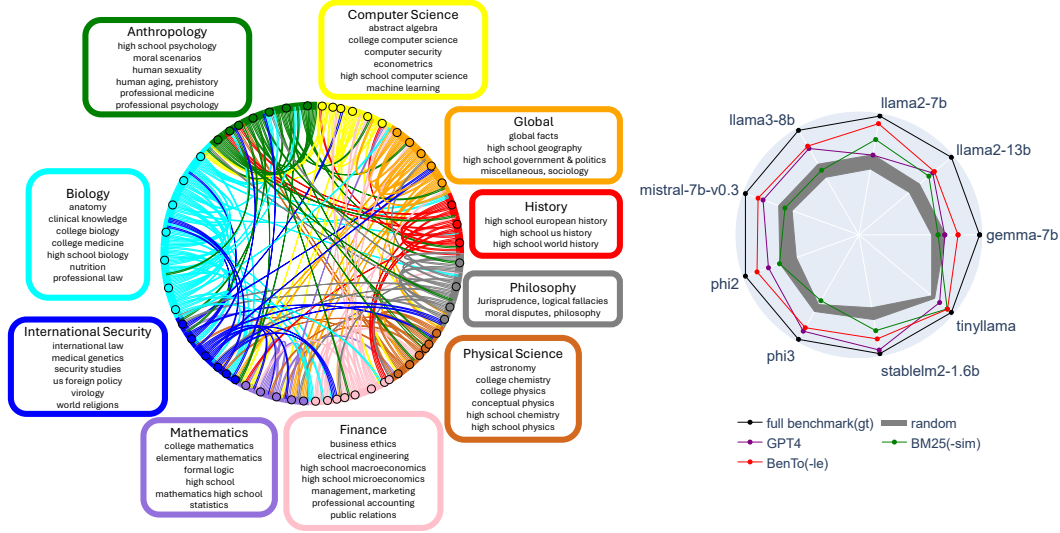 Anthropology
high school psychology
moral scenarios
human sexuality
human aging, prehistory
professional medicine
professional psychology
Computer Science
abstract algebra
college computer science
computer security
econometrics
high school computer science
machine learning
Global
global facts
high school geography
high school government & politics
miscellaneous, sociology
Biology
anatomy
clinical knowledge
college biology
college medicine
high school biology
nutrition
professional law
History
high school european history
high school us history
high school world history
Philosophy
Jurisprudence, logical fallacies
moral disputes, philosophy
International Security
international law
medical genetics
security studies
us foreign policy
virology
world religions
Physical Science
astronomy
college chemistry
college physics
conceptual physics
high school chemistry
high school physics
Mathematics
college mathematics
elementary mathematics
formal logic
high school
mathematics high school
statistics
Finance
business ethics
electrical engineering
high school macroeconomics
high school microeconomics
management, marketing
professional accounting
public relations
llama2-7b
llama3-8b
llama2-13b
mistral-7b-v0.3
gemma-7b
phi2
tinyllama
phi3
stablelm2-1.6b
full benchmark(gt)
random
GPT4
BM25(-sim)
BenTo(-le)